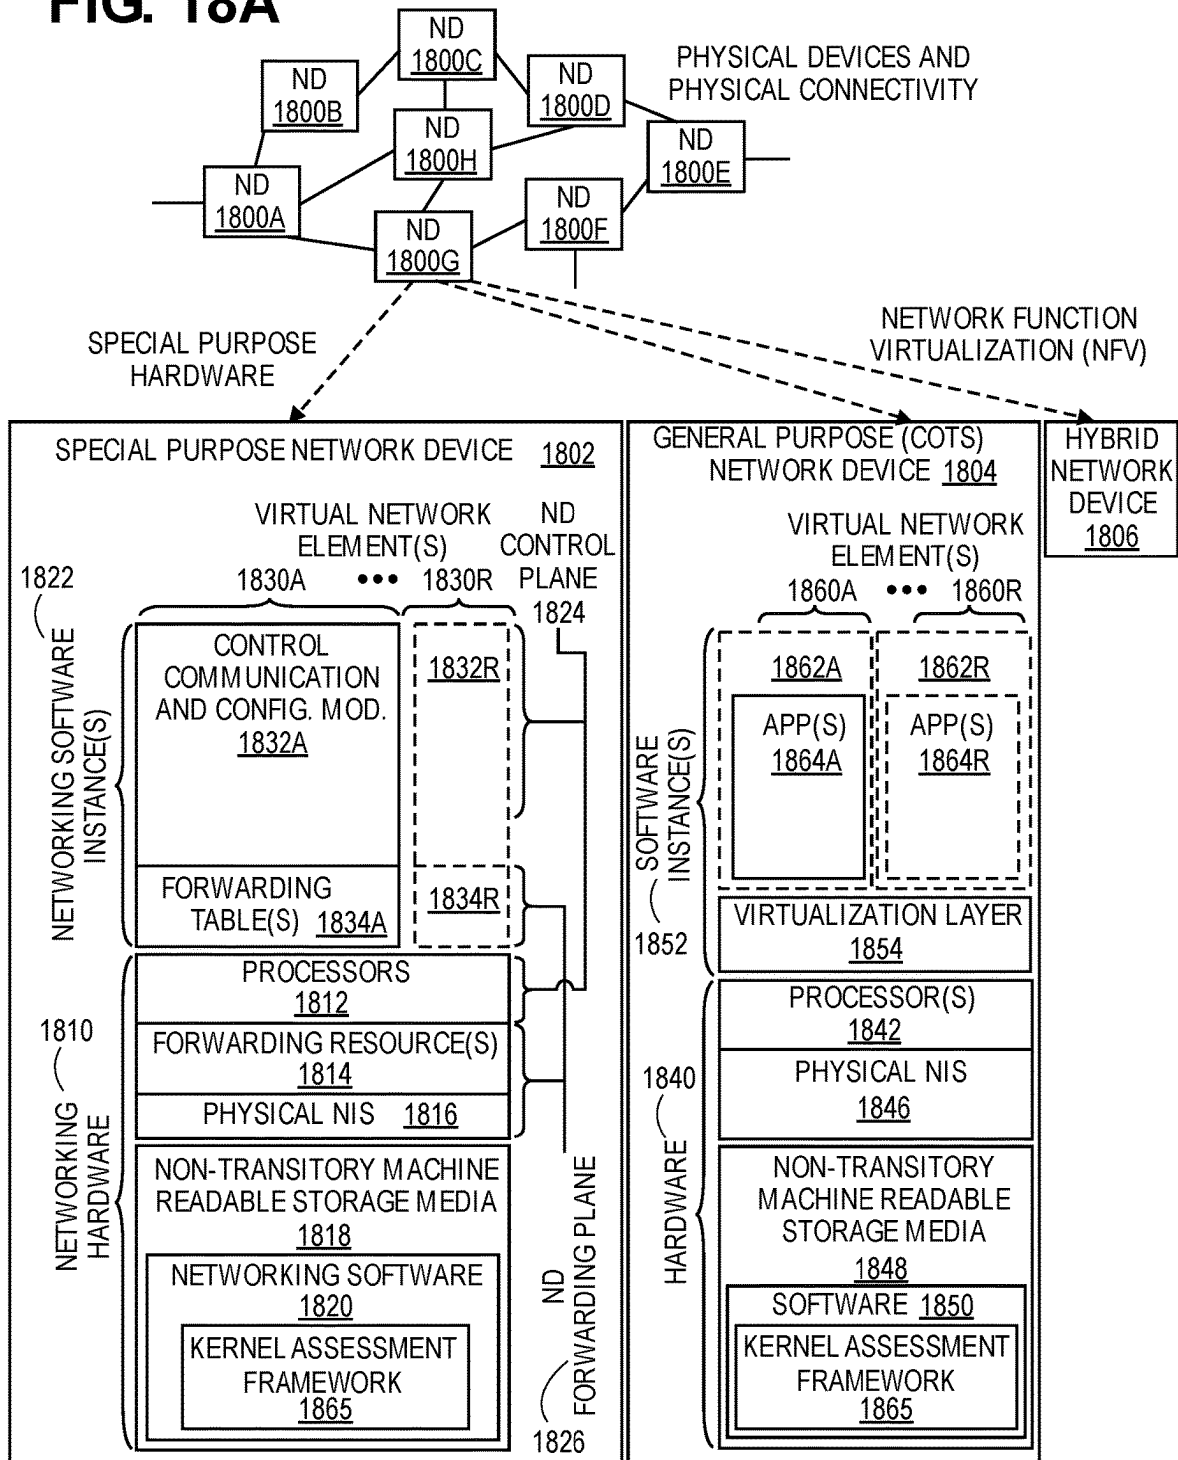 FIG. 18A
ND
1800C
PHYSICAL DEVICES AND
PHYSICAL CONNECTIVITY
ND
1800B
ND
1800D
ND
1800H
ND
1800E
ND
1800A
ND
1800F
ND
1800G
SPECIAL PURPOSE
HARDWARE
NETWORK FUNCTION
VIRTUALIZATION (NFV)
SPECIAL PURPOSE NETWORK DEVICE 1802
VIRTUAL NETWORK
ELEMENT(S)
1830A ••• 1830R
ND
CONTROL
PLANE
1824
1822
NETWORKING SOFTWARE
INSTANCE(S)
CONTROL
COMMUNICATION
AND CONFIG. MOD.
1832A
1832R
FORWARDING
TABLE(S) 1834A
1834R
1810
NETWORKING
HARDWARE
PROCESSORS
1812
FORWARDING RESOURCE(S)
1814
PHYSICAL NIS 1816
NON-TRANSITORY MACHINE
READABLE STORAGE MEDIA
1818
NETWORKING SOFTWARE
1820
KERNEL ASSESSMENT
FRAMEWORK
1865
ND
FORWARDING PLANE
1826
GENERAL PURPOSE (COTS)
NETWORK DEVICE 1804
VIRTUAL NETWORK
ELEMENT(S)
1860A ••• 1860R
1862A
1862R
APP(S)
1864A
APP(S)
1864R
SOFTWARE
INSTANCE(S)
1852
VIRTUALIZATION LAYER
1854
PROCESSOR(S)
1842
PHYSICAL NIS
1846
1840
HARDWARE
NON-TRANSITORY
MACHINE READABLE
STORAGE MEDIA
1848
SOFTWARE 1850
KERNEL ASSESSMENT
FRAMEWORK
1865
HYBRID
NETWORK
DEVICE
1806